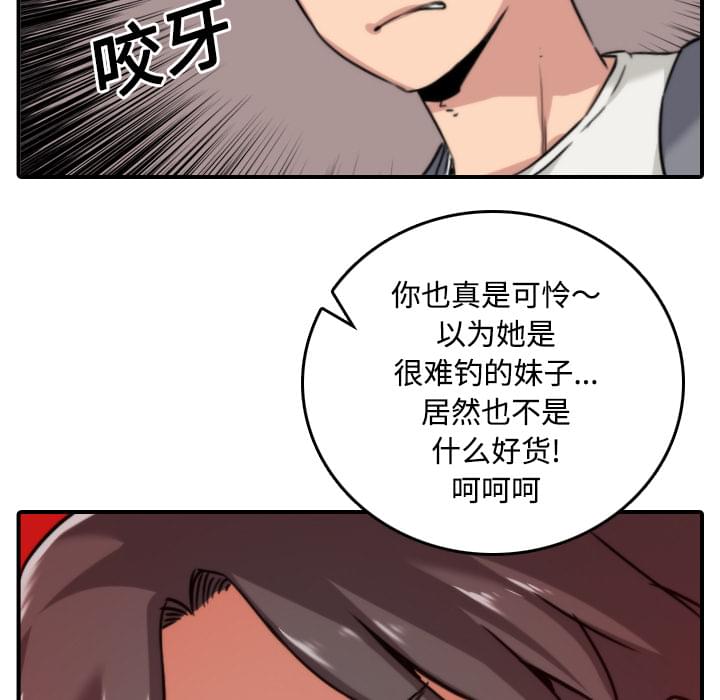 咬牙
你也真是可怜～
以为她是
很难钓的妹子...
居然也不是
什么好货!
呵呵呵